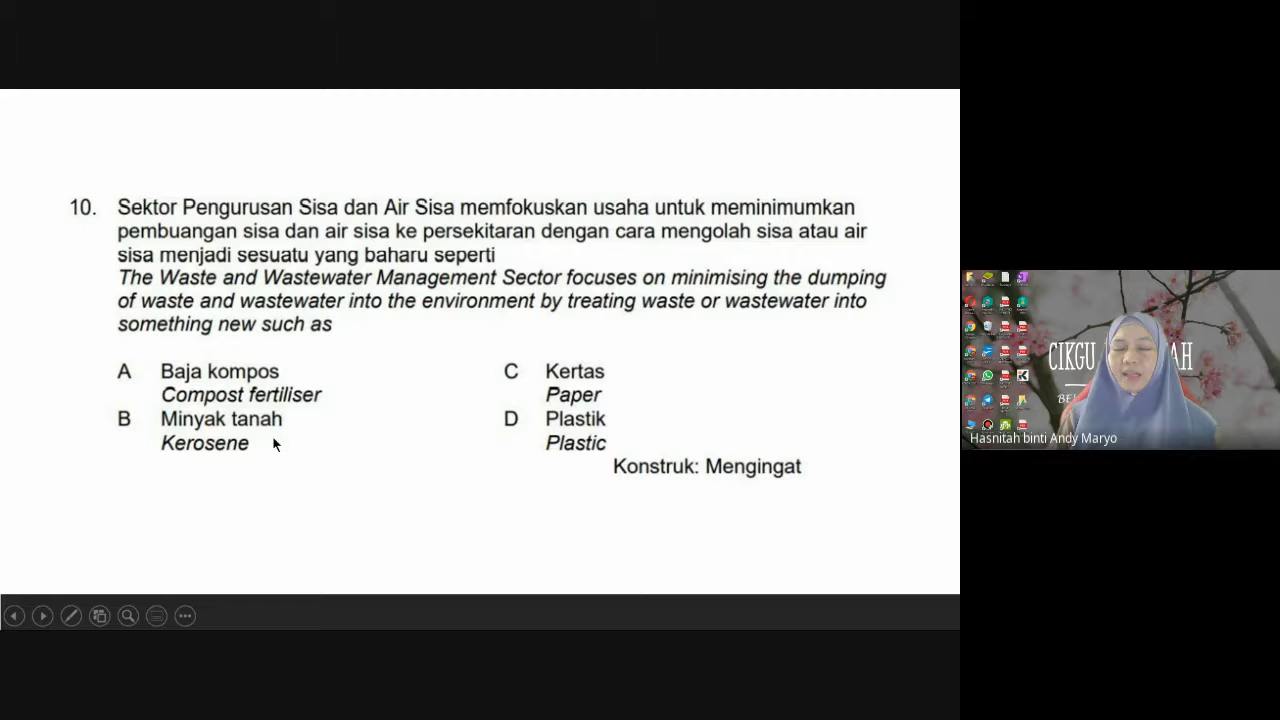 10. Sektor Pengurusan Sisa dan Air Sisa memfokuskan usaha untuk meminimumkan
pembuangan sisa dan air sisa ke persekitaran dengan cara mengolah sisa atau air
sisa menjadi sesuatu yang baharu seperti
The Waste and Wastewater Management Sector focuses on minimising the dumping
of waste and wastewater into the environment by treating waste or wastewater into
something new such as
A Baja kompos
Compost fertiliser
B Minyak tanah
Kerosene
C Kertas
Paper
D Plastik
Plastic
Konstruk: Mengingat
CIKGU
AH
Hasnitah binti Andy Maryo